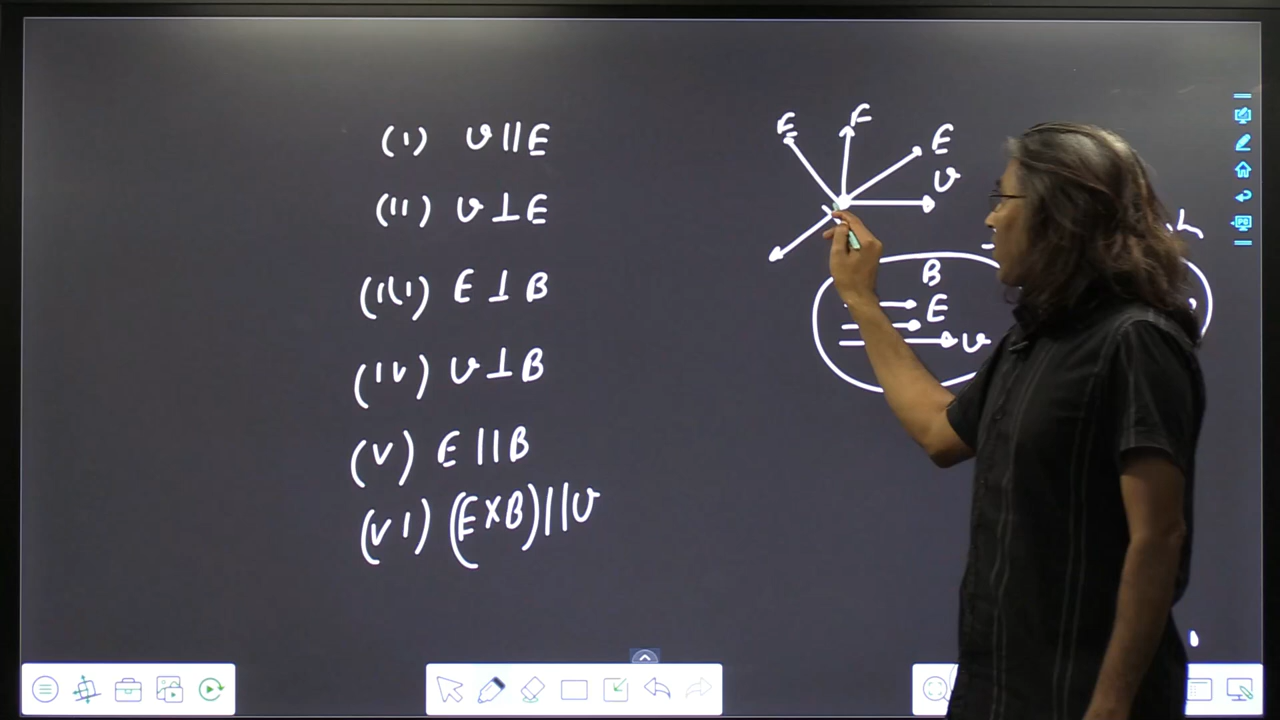 (i) v || E
(ii) v ⊥ E
(iii) E ⊥ B
(iv) v ⊥ B
(v) E || B
(vi) (E×B) || v
E
F
E
v
B
E
v